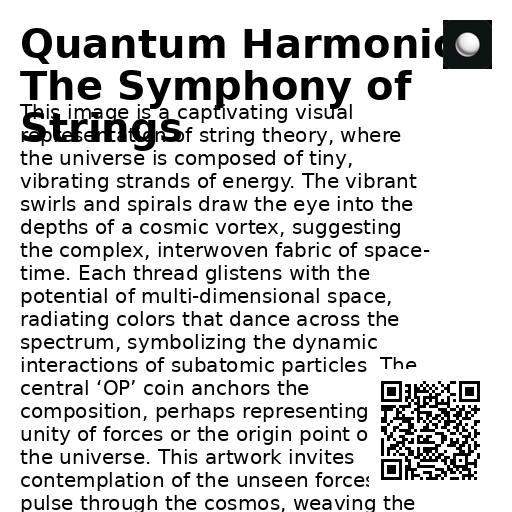 Quantum Harmonic
The Symphony of
Strings
This image is a captivating visual
representation of string theory, where
the universe is composed of tiny,
vibrating strands of energy. The vibrant
swirls and spirals draw the eye into the
depths of a cosmic vortex, suggesting
the complex, interwoven fabric of space-
time. Each thread glistens with the
potential of multi-dimensional space,
radiating colors that dance across the
spectrum, symbolizing the dynamic
interactions of subatomic particles. The
central ‘OP’ coin anchors the
composition, perhaps representing
unity of forces or the origin point o
the universe. This artwork invites
contemplation of the unseen forces
pulse through the cosmos, weaving the